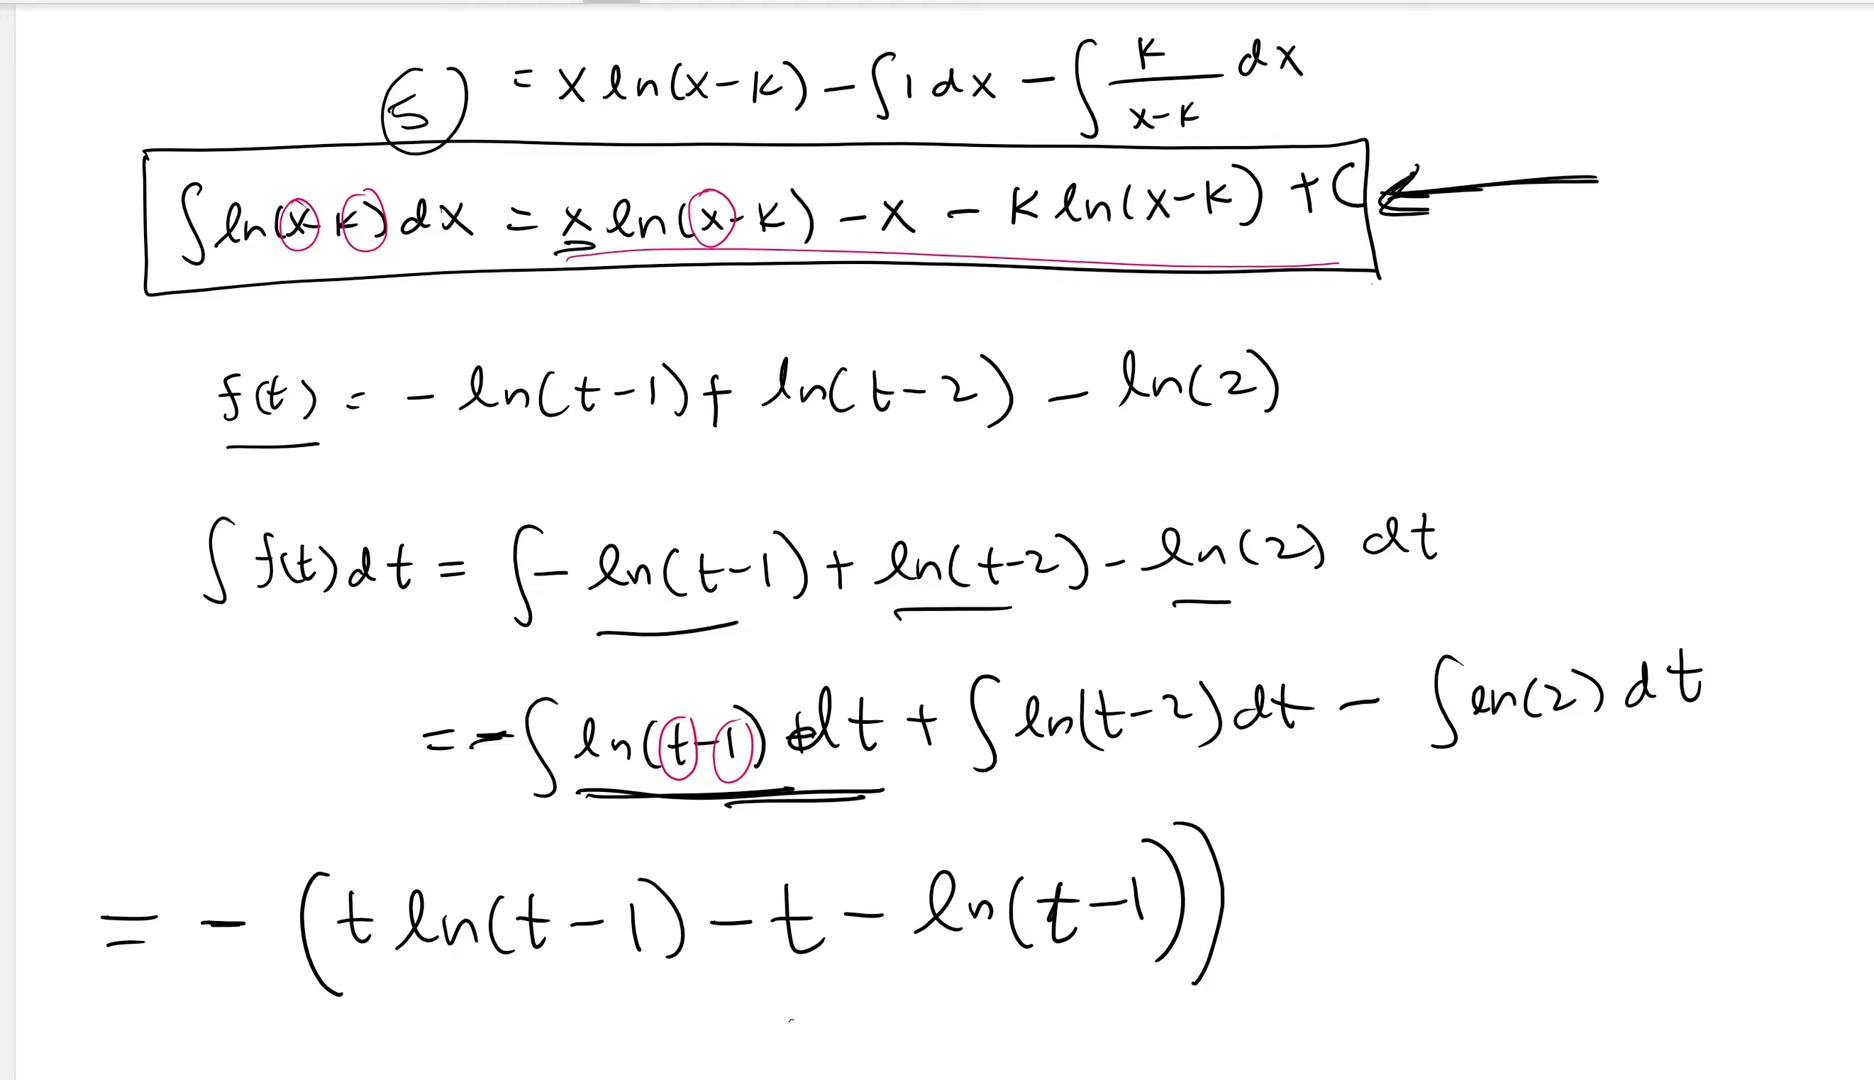 ⑤ = x ln(x-k) - ∫1 dx - ∫ k/(x-k) dx
∫ln(x-k)dx = x ln(x-k) - x - k ln(x-k) + C
f(t) = - ln(t-1) + ln(t-2) - ln(2)
∫ f(t)dt = ∫ - ln(t-1) + ln(t-2) - ln(2) dt
= - ∫ ln(t-1) dt + ∫ ln(t-2)dt - ∫ln(2) dt
= - (t ln(t-1) - t - ln(t-1))